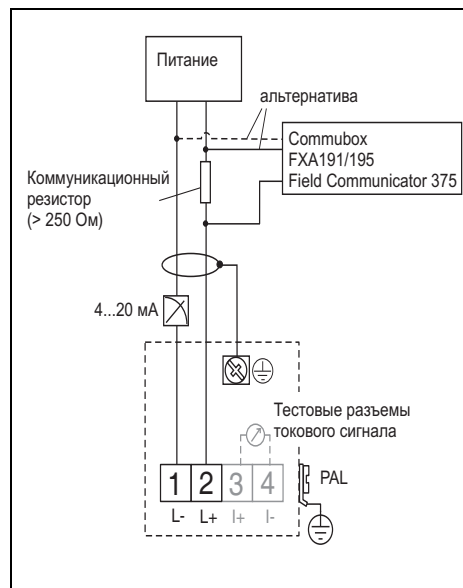 Питание
альтернатива
Commubox
FXA191/195
Field Communicator 375
Коммуникационный
резистор
(> 250 Ом)
4...20 мА
Тестовые разъемы
токового сигнала
1 2 3 4
L- L+ I+ I-
PAL